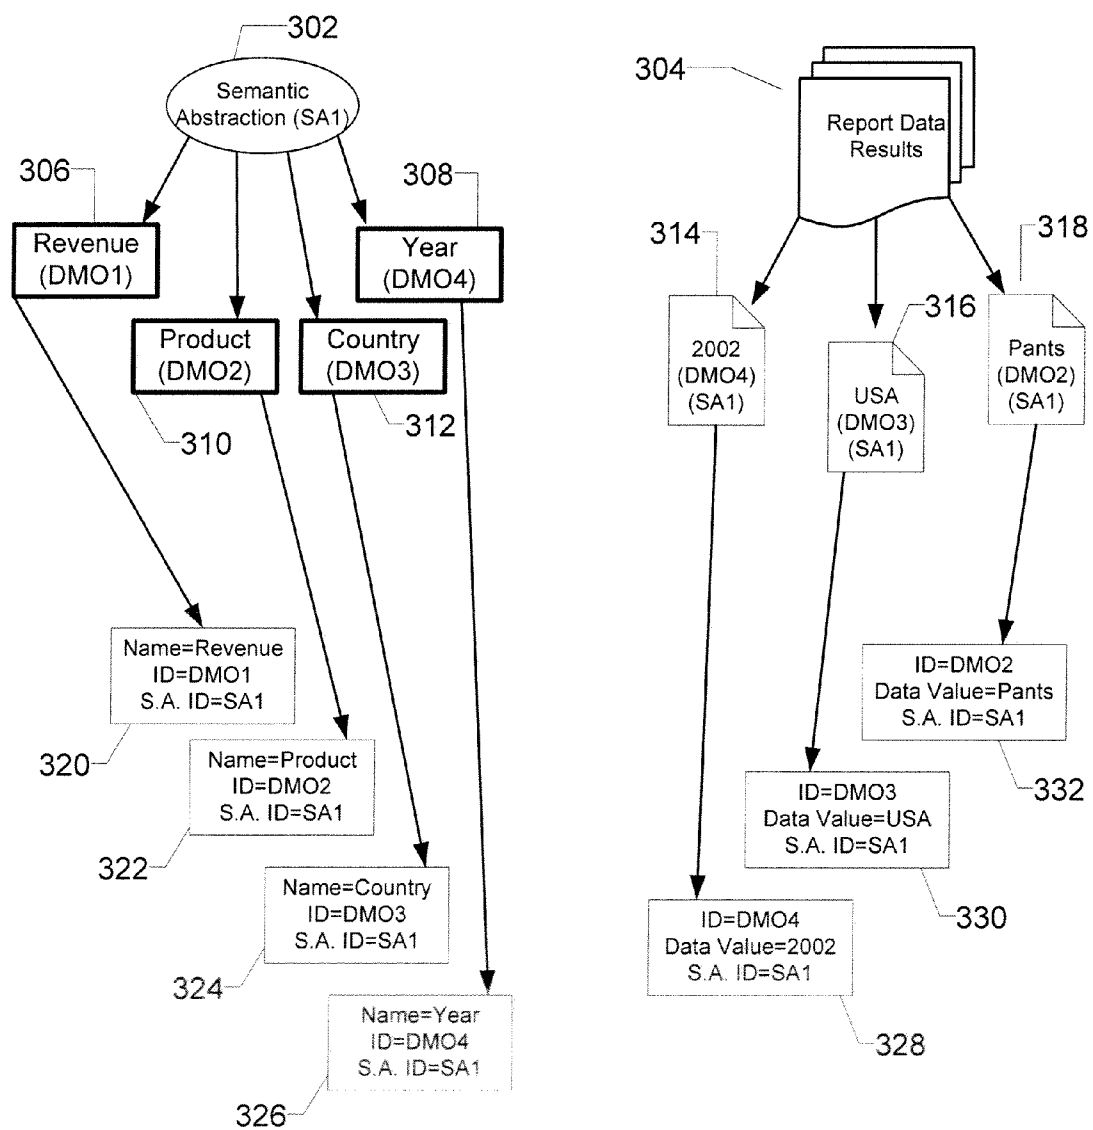 302
Semantic
Abstraction (SA1)
306
308
Revenue
(DMO1)
Year
(DMO4)
Product
(DMO2)
Country
(DMO3)
310
312
Name=Revenue
ID=DMO1
S.A. ID=SA1
320
Name=Product
ID=DMO2
S.A. ID=SA1
322
Name=Country
ID=DMO3
S.A. ID=SA1
324
Name=Year
ID=DMO4
S.A. ID=SA1
326
304
Report Data
Results
314
318
316
2002
(DMO4)
(SA1)
USA
(DMO3)
(SA1)
Pants
(DMO2)
(SA1)
ID=DMO2
Data Value=Pants
S.A. ID=SA1
332
ID=DMO3
Data Value=USA
S.A. ID=SA1
330
ID=DMO4
Data Value=2002
S.A. ID=SA1
328